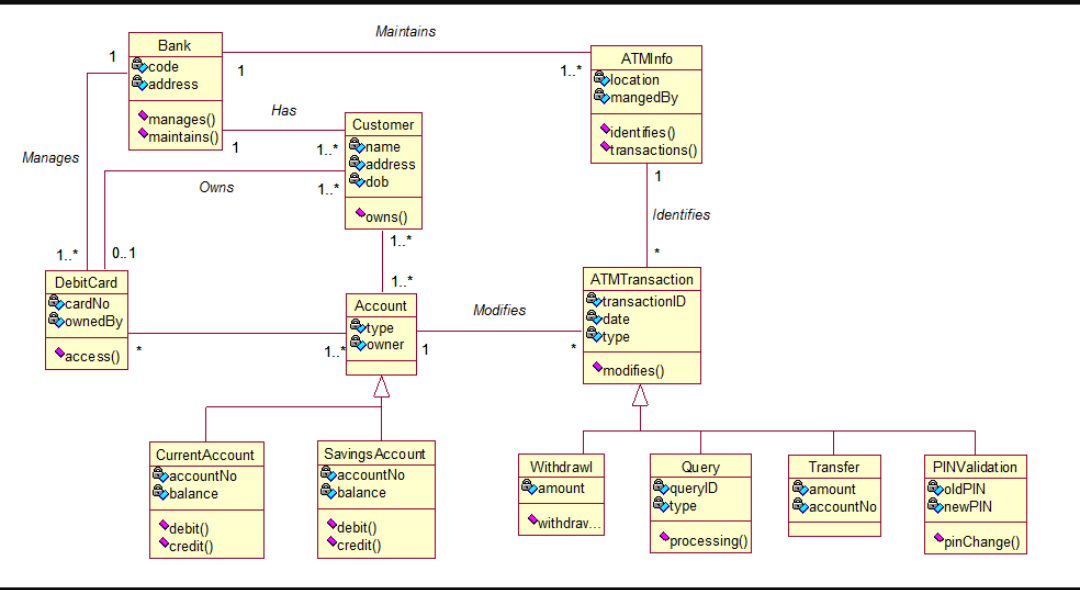 Maintains
Bank
code
address
manages()
maintains()
1
1
1..*
ATMInfo
location
mangedBy
identifies()
transactions()
Has
1
1..*
Customer
name
address
dob
owns()
Manages
Owns
1..*
1
Identifies
*
1..*
0..1
1..*
1..*
DebitCard
cardNo
ownedBy
access()
*
1..*
Account
type
owner
Modifies
1
*
ATMTransaction
transactionID
date
type
modifies()
CurrentAccount
accountNo
balance
debit()
credit()
SavingsAccount
accountNo
balance
debit()
credit()
Withdrawl
amount
withdraw...
Query
queryID
type
processing()
Transfer
amount
accountNo
PINValidation
oldPIN
newPIN
pinChange()